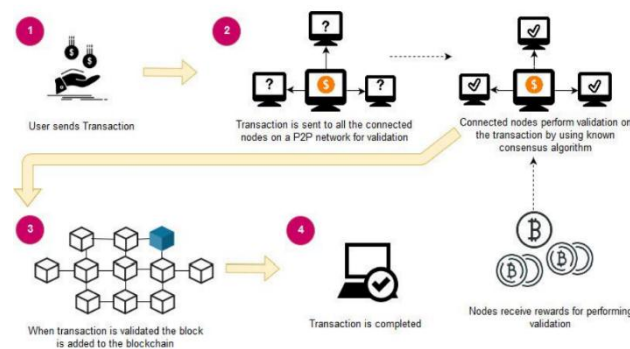 1
User sends Transaction
2
? ? ?
$
Transaction is sent to all the connected
nodes on a P2P network for validation
$
Connected nodes perform validation on
the transaction by using known
consensus algorithm
3
When transaction is validated the block
is added to the blockchain
4
Transaction is completed
Nodes receive rewards for performing
validation